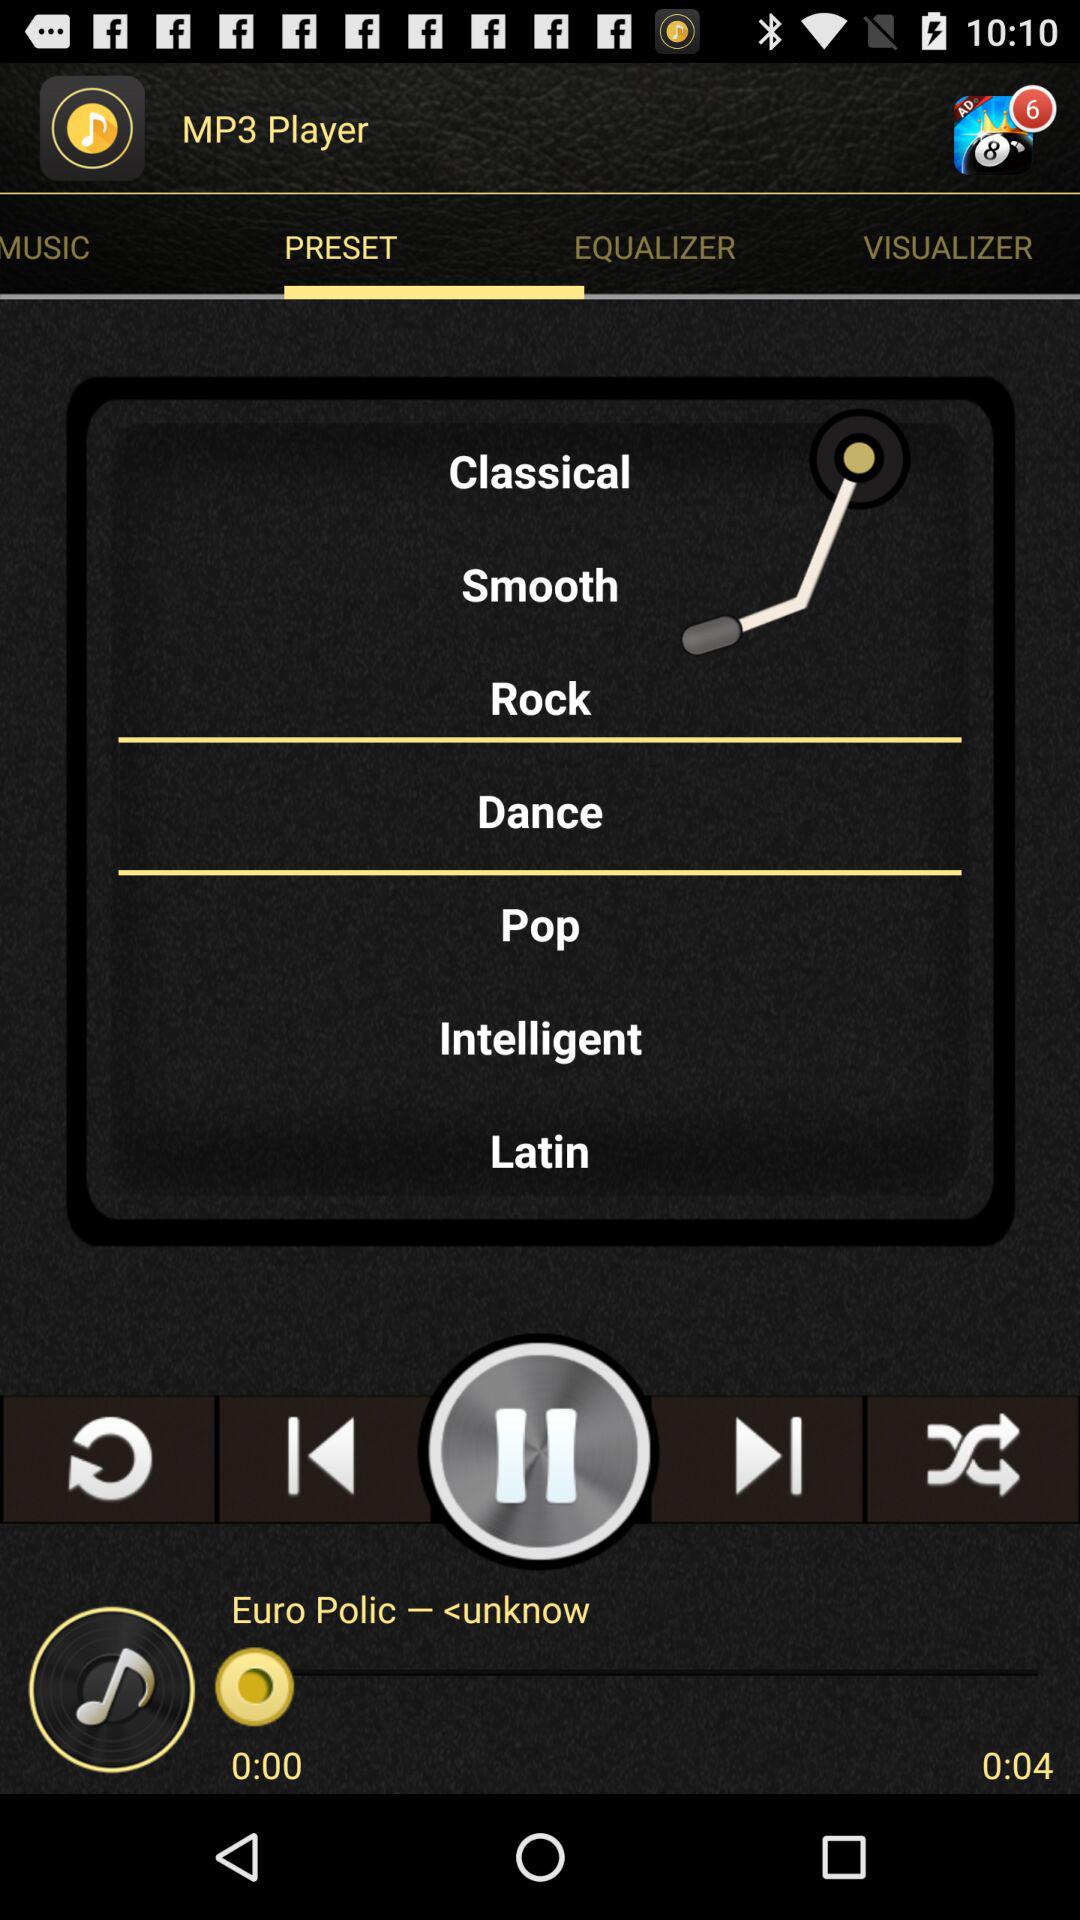 10:10
MP3 Player
AD
6
8
MUSIC PRESET EQUALIZER VISUALIZER
Classical
Smooth
Rock
Dance
Pop
Intelligent
Latin
Euro Polic – <unknow
0:00 0:04